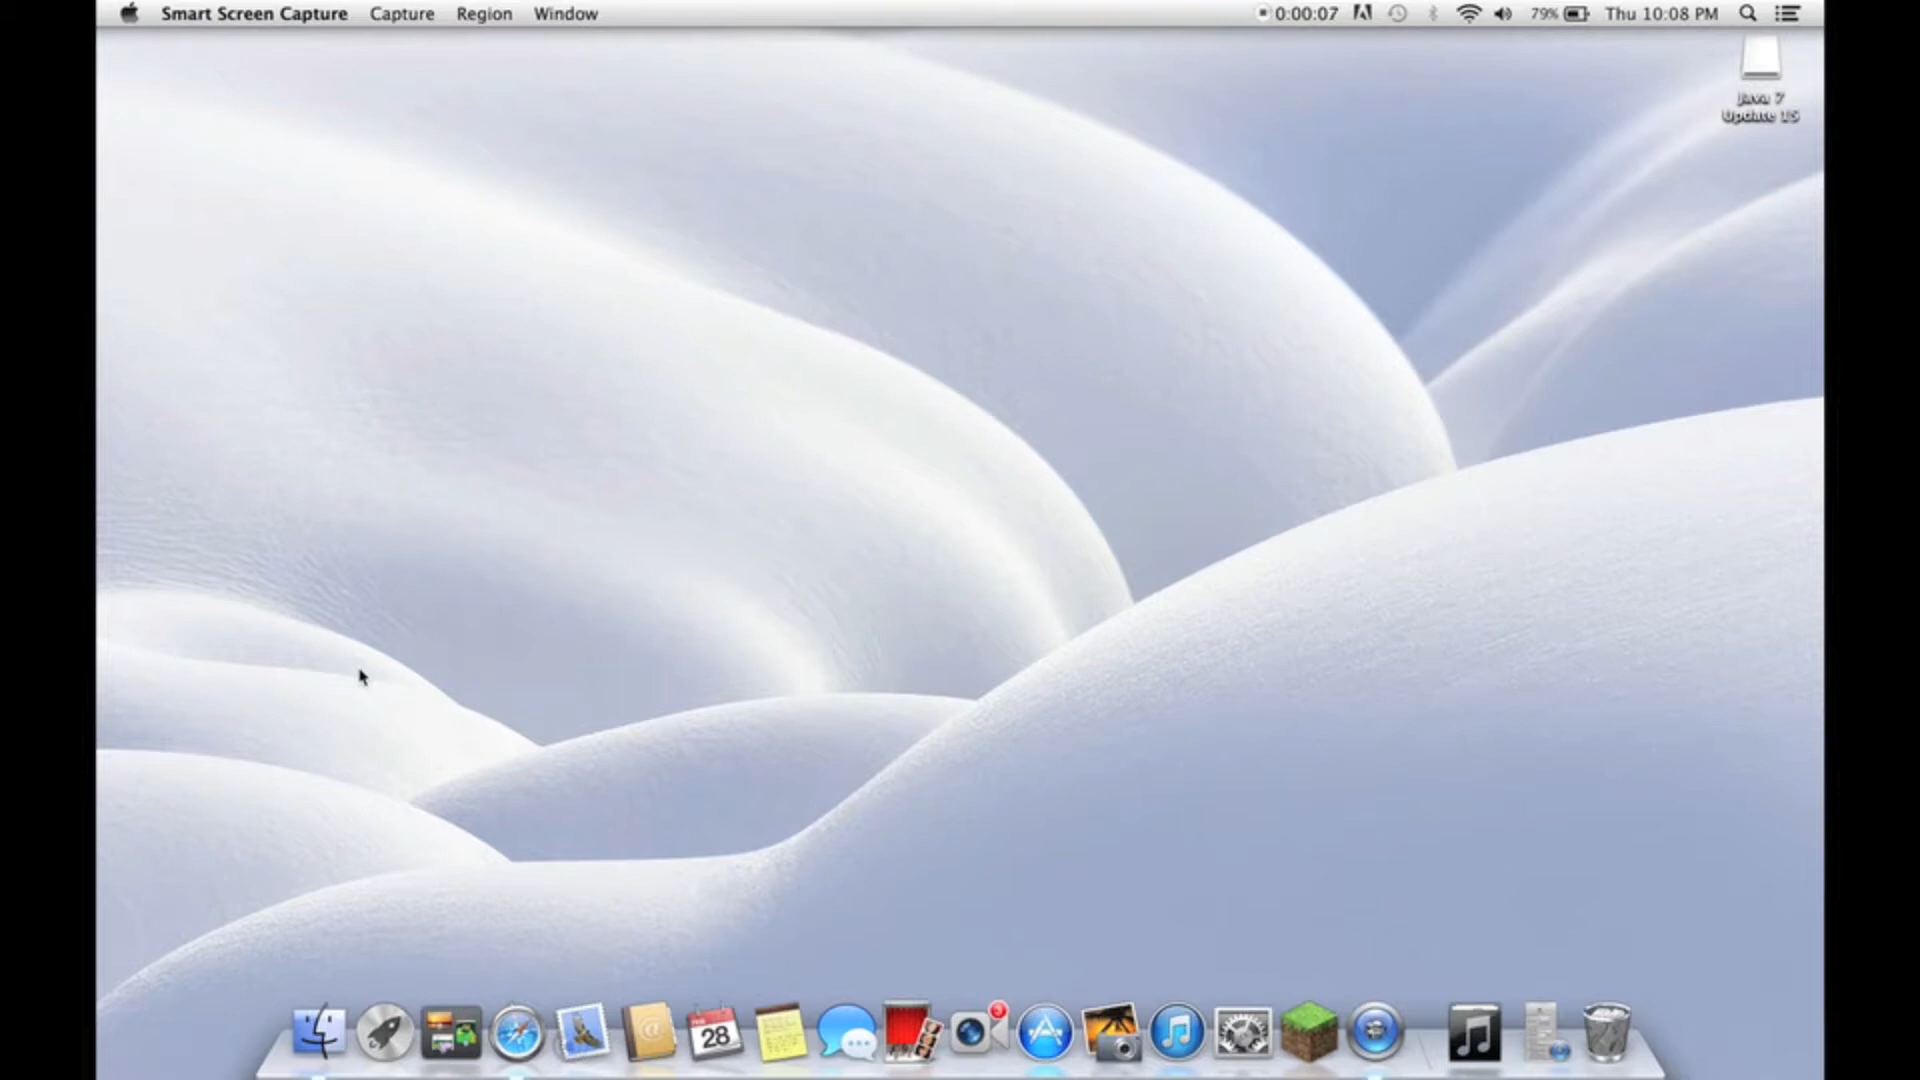 Smart Screen Capture Capture Region Window 0:00:07 79% Thu 10:08 PM
Java 7
Update 15
3
28